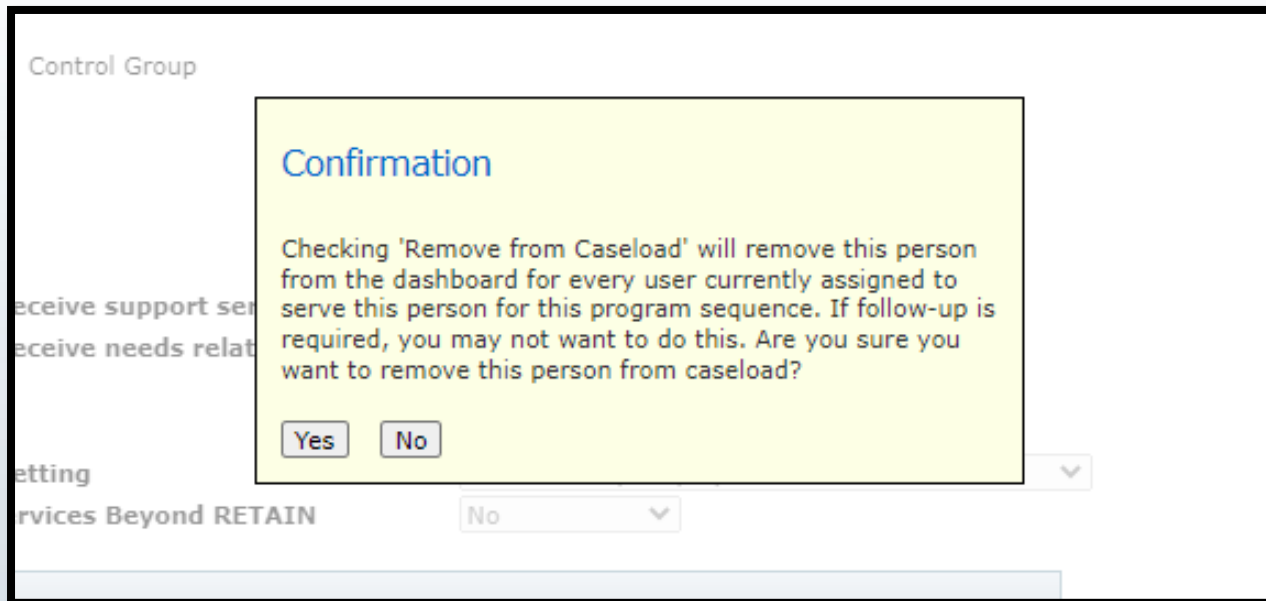 Control Group
Confirmation
Checking 'Remove from Caseload' will remove this person
from the dashboard for every user currently assigned to
serve this person for this program sequence. If follow-up is
required, you may not want to do this. Are you sure you
want to remove this person from caseload?
Yes No
eceive support ser
eceive needs relat
etting
rvices Beyond RETAIN No